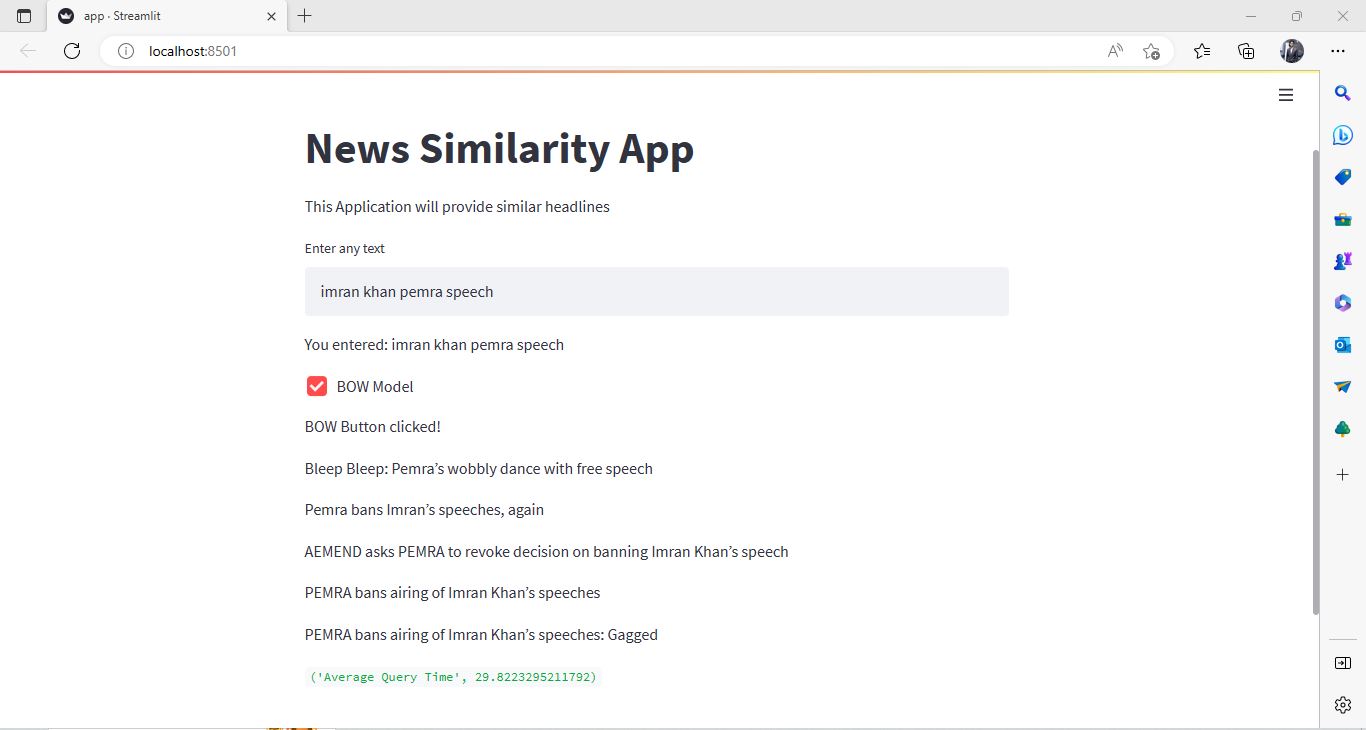 app · Streamlit
localhost:8501
News Similarity App
This Application will provide similar headlines
Enter any text
imran khan pemra speech
You entered: imran khan pemra speech
BOW Model
BOW Button clicked!
Bleep Bleep: Pemra’s wobbly dance with free speech
Pemra bans Imran’s speeches, again
AEMEND asks PEMRA to revoke decision on banning Imran Khan’s speech
PEMRA bans airing of Imran Khan’s speeches
PEMRA bans airing of Imran Khan’s speeches: Gagged
('Average Query Time', 29.8223295211792)